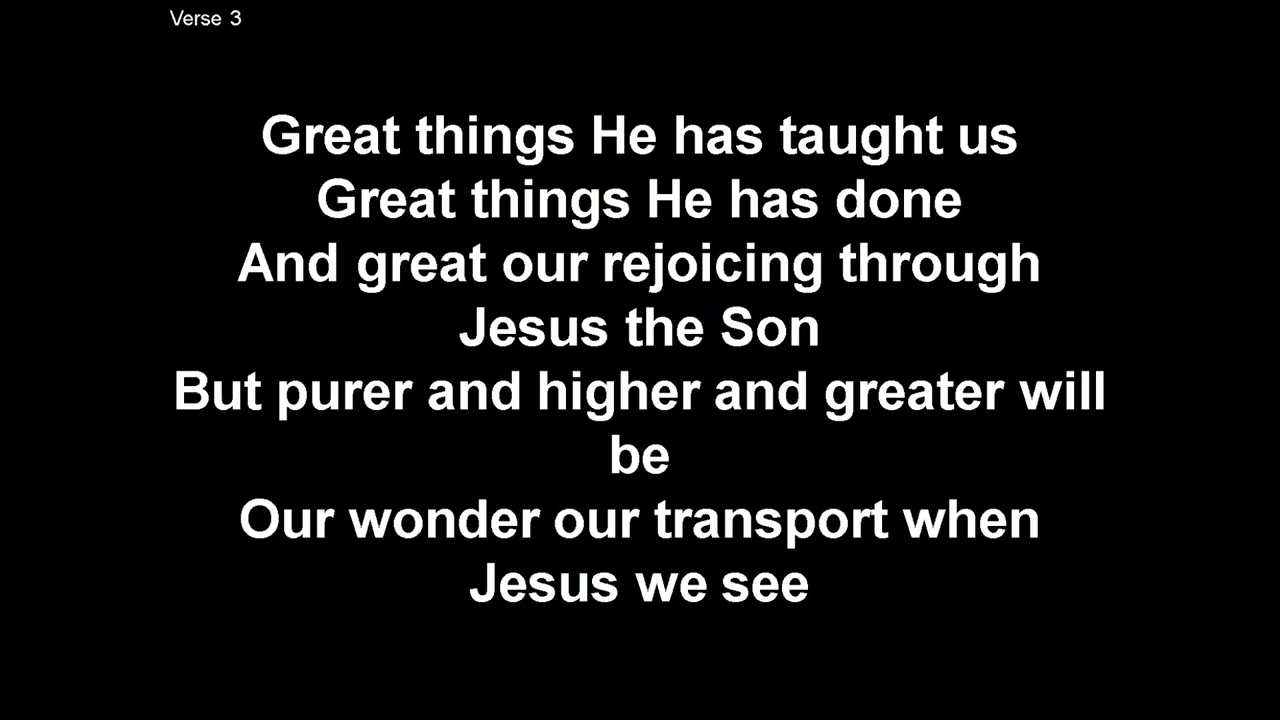 Verse 3
Great things He has taught us
Great things He has done
And great our rejoicing through
Jesus the Son
But purer and higher and greater will
be
Our wonder our transport when
Jesus we see